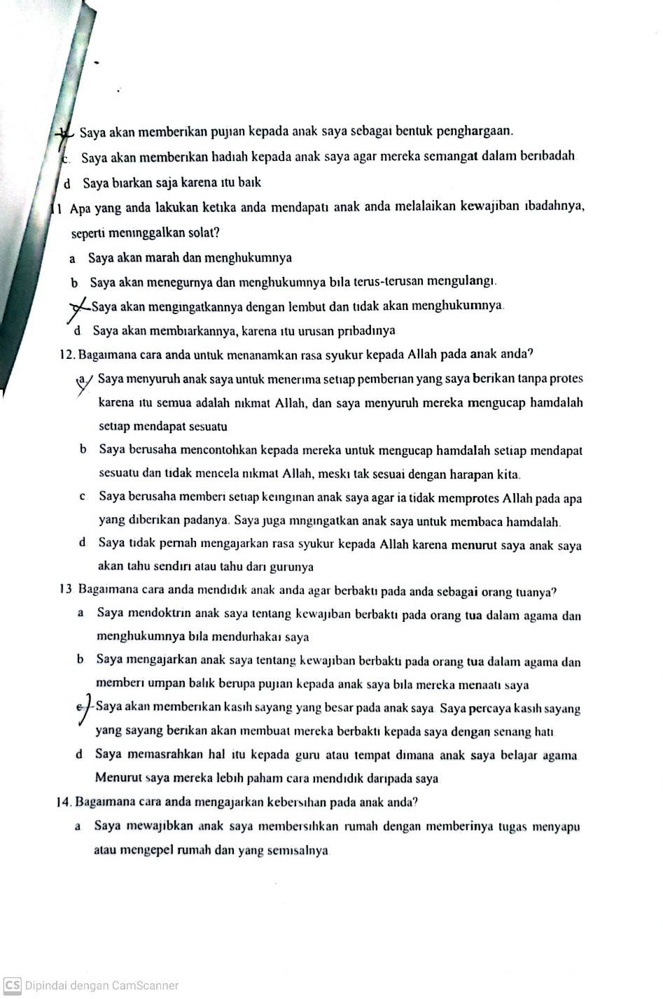 b. Saya akan memberikan pujian kepada anak saya sebagai bentuk penghargaan.
c. Saya akan memberikan hadiah kepada anak saya agar mereka semangat dalam beribadah
d Saya biarkan saja karena itu baik
11 Apa yang anda lakukan ketika anda mendapati anak anda melalaikan kewajiban ibadahnya,
seperti meninggalkan solat?
a Saya akan marah dan menghukumnya
b Saya akan menegurnya dan menghukumnya bila terus-terusan mengulangi.
c. Saya akan mengingatkannya dengan lembut dan tidak akan menghukumnya.
d Saya akan membiarkannya, karena itu urusan pribadinya
12. Bagaimana cara anda untuk menanamkan rasa syukur kepada Allah pada anak anda?
a. Saya menyuruh anak saya untuk menerima setiap pemberian yang saya berikan tanpa protes
karena itu semua adalah nikmat Allah, dan saya menyuruh mereka mengucap hamdalah
setiap mendapat sesuatu
b Saya berusaha mencontohkan kepada mereka untuk mengucap hamdalah setiap mendapat
sesuatu dan tidak mencela nikmat Allah, meski tak sesuai dengan harapan kita.
c Saya berusaha memberi setiap keinginan anak saya agar ia tidak memprotes Allah pada apa
yang diberikan padanya. Saya juga mngingatkan anak saya untuk membaca hamdalah.
d Saya tidak pernah mengajarkan rasa syukur kepada Allah karena menurut saya anak saya
akan tahu sendiri atau tahu dari gurunya
13 Bagaimana cara anda mendidik anak anda agar berbakti pada anda sebagai orang tuanya?
a Saya mendoktrin anak saya tentang kewajiban berbakti pada orang tua dalam agama dan
menghukumnya bila mendurhakai saya
b Saya mengajarkan anak saya tentang kewajiban berbakti pada orang tua dalam agama dan
memberi umpan balik berupa pujian kepada anak saya bila mereka menaati saya
c. Saya akan memberikan kasih sayang yang besar pada anak saya Saya percaya kasih sayang
yang sayang berikan akan membuat mereka berbakti kepada saya dengan senang hati
d Saya memasrahkan hal itu kepada guru atau tempat dimana anak saya belajar agama
Menurut saya mereka lebih paham cara mendidik daripada saya
14. Bagaimana cara anda mengajarkan kebersihan pada anak anda?
a Saya mewajibkan anak saya membersihkan rumah dengan memberinya tugas menyapu
atau mengepel rumah dan yang semisalnya
CS Dipindai dengan CamScanner